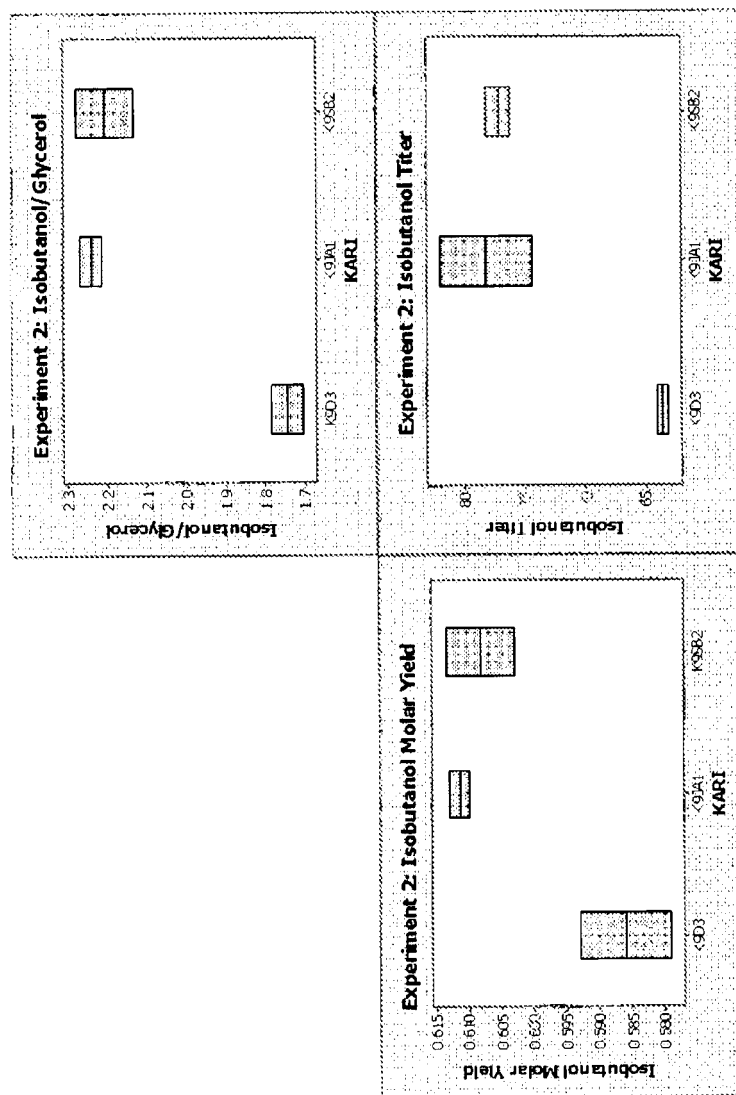 Experiment 2: Isobutanol/ Glycerol
Isobutanol/Glycerol
2.3
2.2
2.1
2.0
1.9
1.8
1.7
K9D3
K9JA1
K9SB2
KARI
Experiment 2: Isobutanol Molar Yield
Isobutanol Molar Yield
0.615
0.610
0.605
0.600
0.595
0.590
0.585
0.580
K9D3
K9JA1
K9SB2
KARI
Experiment 2: Isobutanol Titer
Isobutanol Titer
80
65
K9D3
K9JA1
K9SB2
KARI